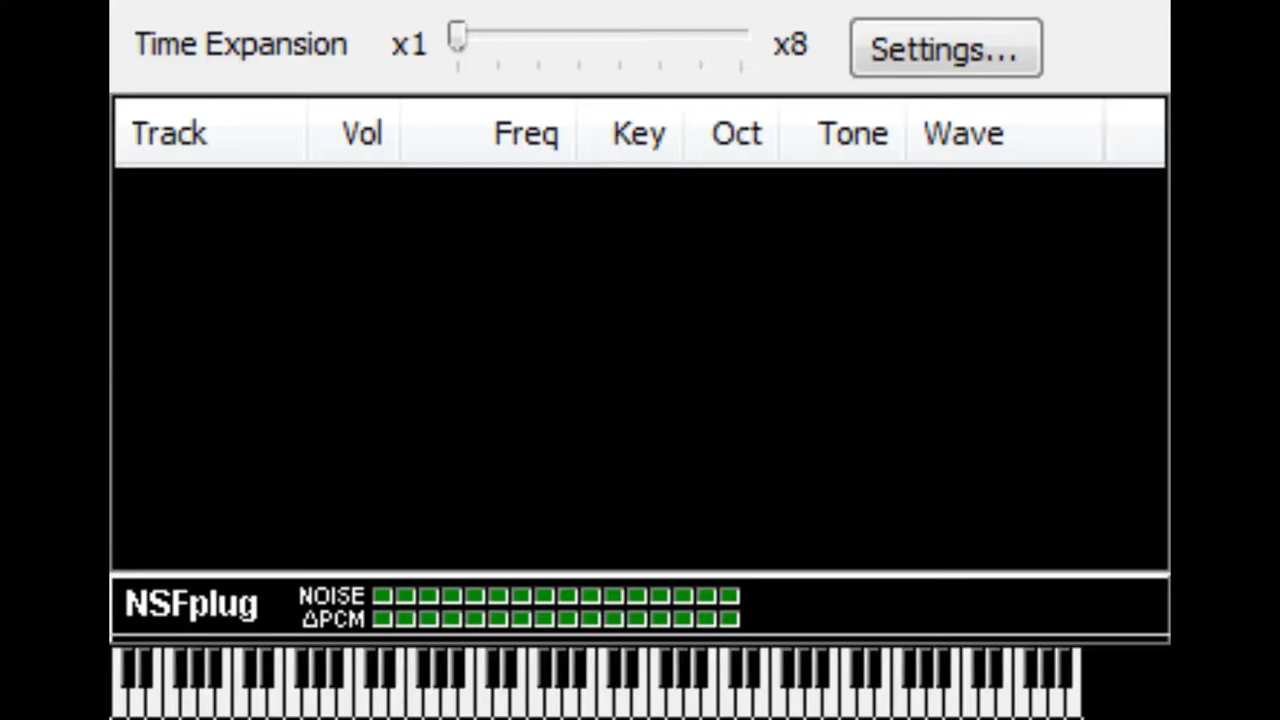 Time Expansion x1 x8 Settings...
Track Vol Freq Key Oct Tone Wave
NSFplug
NOISE
ΔPCM